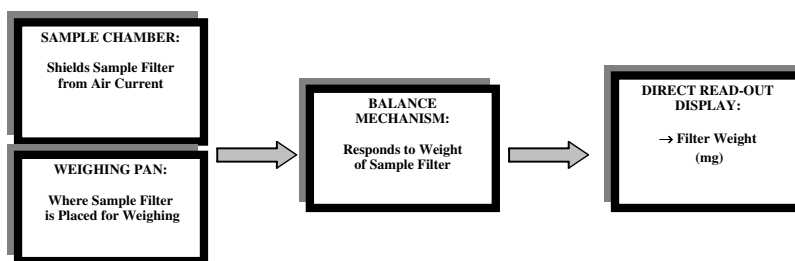 SAMPLE CHAMBER:
Shields Sample Filter
from Air Current
WEIGHING PAN:
Where Sample Filter
is Placed for Weighing
BALANCE
MECHANISM:
Responds to Weight
of Sample Filter
DIRECT READ-OUT
DISPLAY:
→ Filter Weight
(mg)